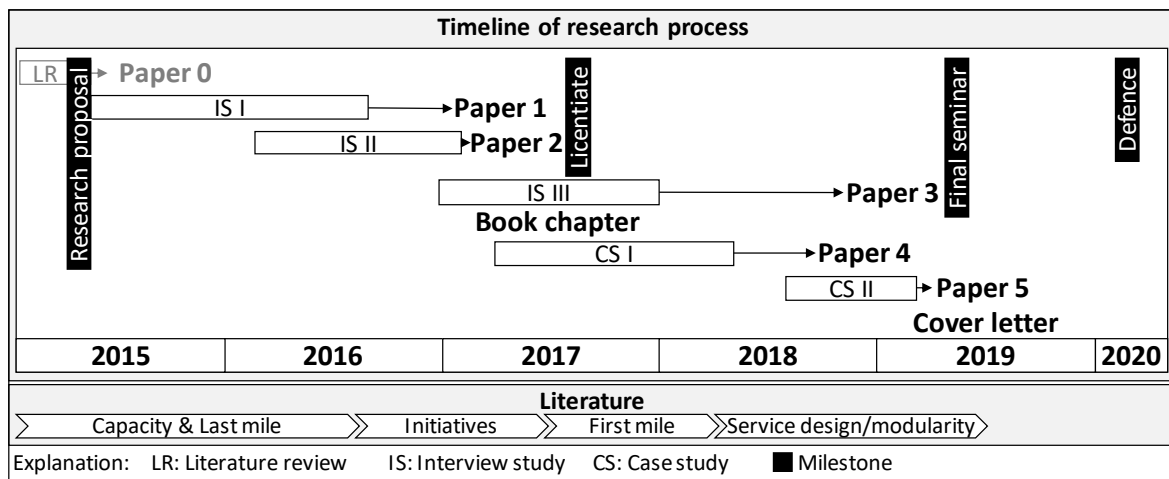 Timeline of research process
LR
Paper 0
Research proposal
IS I
Paper 1
IS II
Paper 2
Licentiate
IS III
Paper 3
Final seminar
Defence
Book chapter
CS I
Paper 4
CS II
Paper 5
Cover letter
2015 2016 2017 2018 2019 2020
Literature
Capacity & Last mile Initiatives First mile Service design/modularity
Explanation: LR: Literature review IS: Interview study CS: Case study Milestone